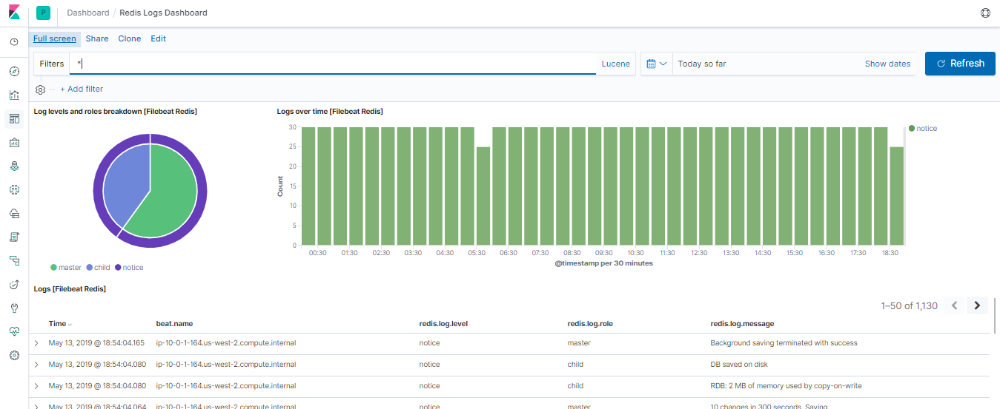 P Dashboard / Redis Logs Dashboard
Full screen Share Clone Edit
Filters * Lucene Today so far Show dates Refresh
+ Add filter
Log levels and roles breakdown [Filebeat Redis]
master child notice
Logs over time [Filebeat Redis]
30
25
20
15
10
5
0
Count
00:30 01:30 02:30 03:30 04:30 05:30 06:30 07:30 08:30 09:30 10:30 11:30 12:30 13:30 14:30 15:30 16:30 17:30 18:30
@timestamp per 30 minutes
notice
Logs [Filebeat Redis]
1–50 of 1,130
Time beat.name redis.log.level redis.log.role redis.log.message
May 13, 2019 @ 18:54:04.165 ip-10-0-1-164.us-west-2.compute.internal notice master Background saving terminated with success
May 13, 2019 @ 18:54:04.080 ip-10-0-1-164.us-west-2.compute.internal notice child DB saved on disk
May 13, 2019 @ 18:54:04.080 ip-10-0-1-164.us-west-2.compute.internal notice child RDB: 2 MB of memory used by copy-on-write
May 13, 2019 @ 18:54:04.064 ip-10-0-1-164.us-west-2.compute.internal notice master 10 changes in 300 seconds. Saving